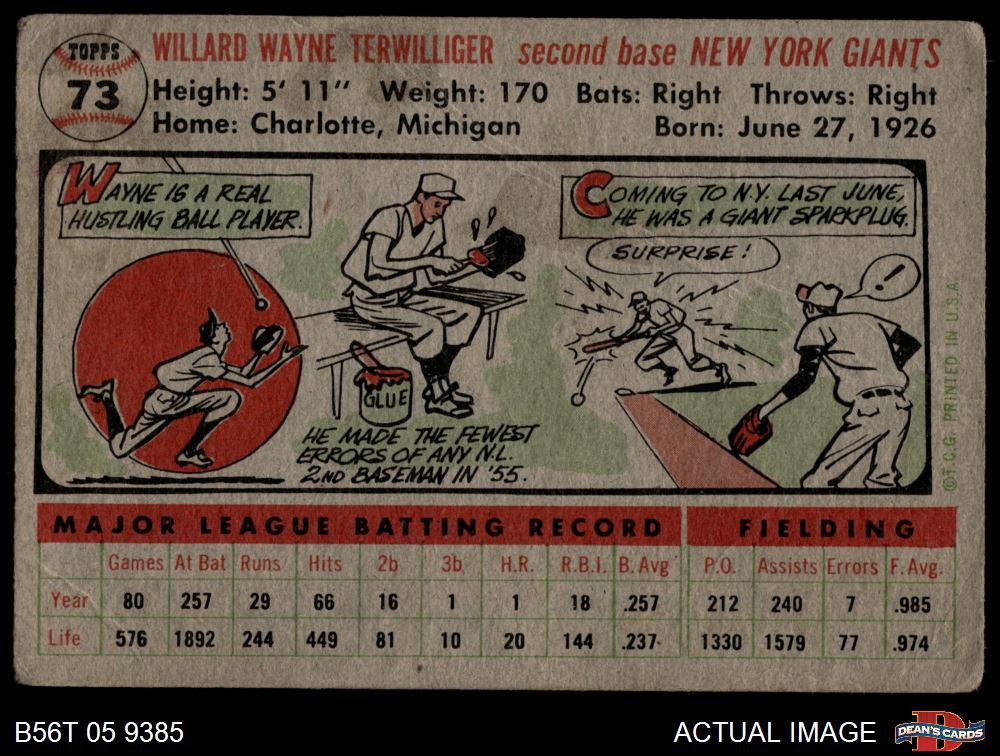 TOPPS
73
WILLARD WAYNE TERWILLIGER second base NEW YORK GIANTS
Height: 5' 11" Weight: 170 Bats: Right Throws: Right
Home: Charlotte, Michigan Born: June 27, 1926
WAYNE IS A REAL
HUSTLING BALL PLAYER.
GLUE
HE MADE THE FEWEST
ERRORS OF ANY N.L.
2ND BASEMAN IN '55.
COMING TO N.Y. LAST JUNE,
HE WAS A GIANT SPARKPLUG.
SURPRISE!
!
©T.C.G. PRINTED IN U.S.A.
MAJOR LEAGUE BATTING RECORD FIELDING
Games At Bat Runs Hits 2b 3b H.R. R.B.I. B. Avg P.O. Assists Errors F. Avg.
Year 80 257 29 66 16 1 1 18 .257 212 240 7 .985
Life 576 1892 244 449 81 10 20 144 .237 1330 1579 77 .974
B56T 05 9385 ACTUAL IMAGE
D
DEAN'S CARDS